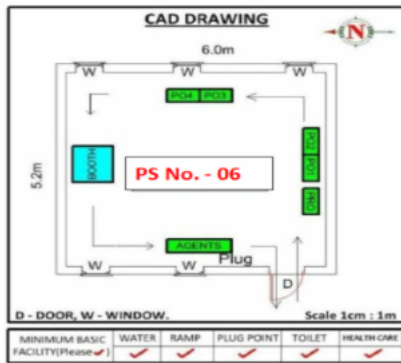 CAD DRAWING
N
6.0m
W W W
PO4 PO3
5.2m
BOOTH
PS No. - 06
PO2
PO1
PRO
AGENTS
Plug
W W
D
D - DOOR, W - WINDOW.
Scale 1cm : 1m
MINIMUM BASIC FACILITY(Please✓)
WATER
RAMP
PLUG POINT
TOILET
HEALTH CARE
✓ ✓ ✓ ✓ ✓